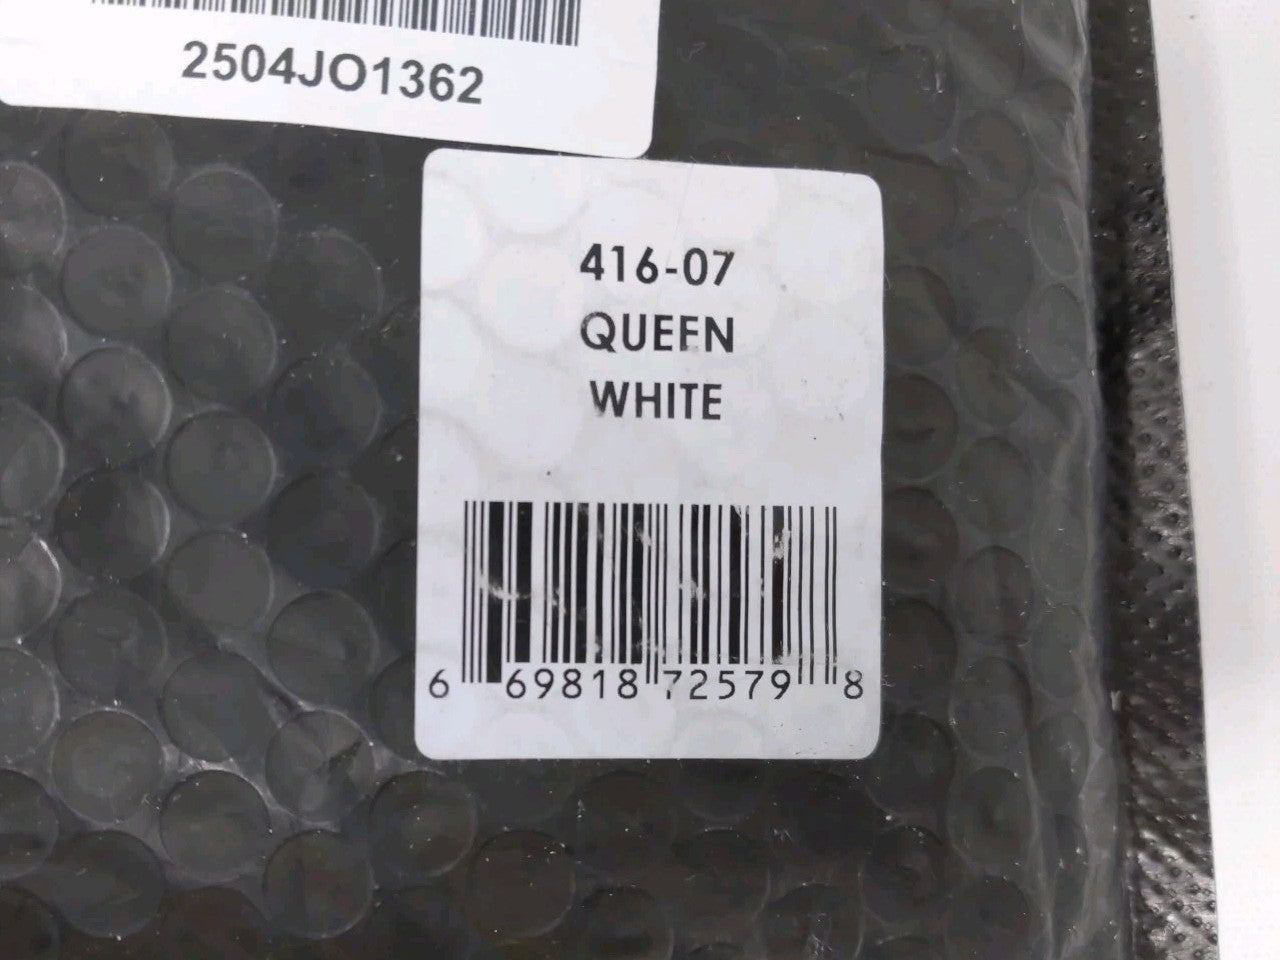 2504JO1362
416-07
QUEEN
WHITE
6 69818 72579 8